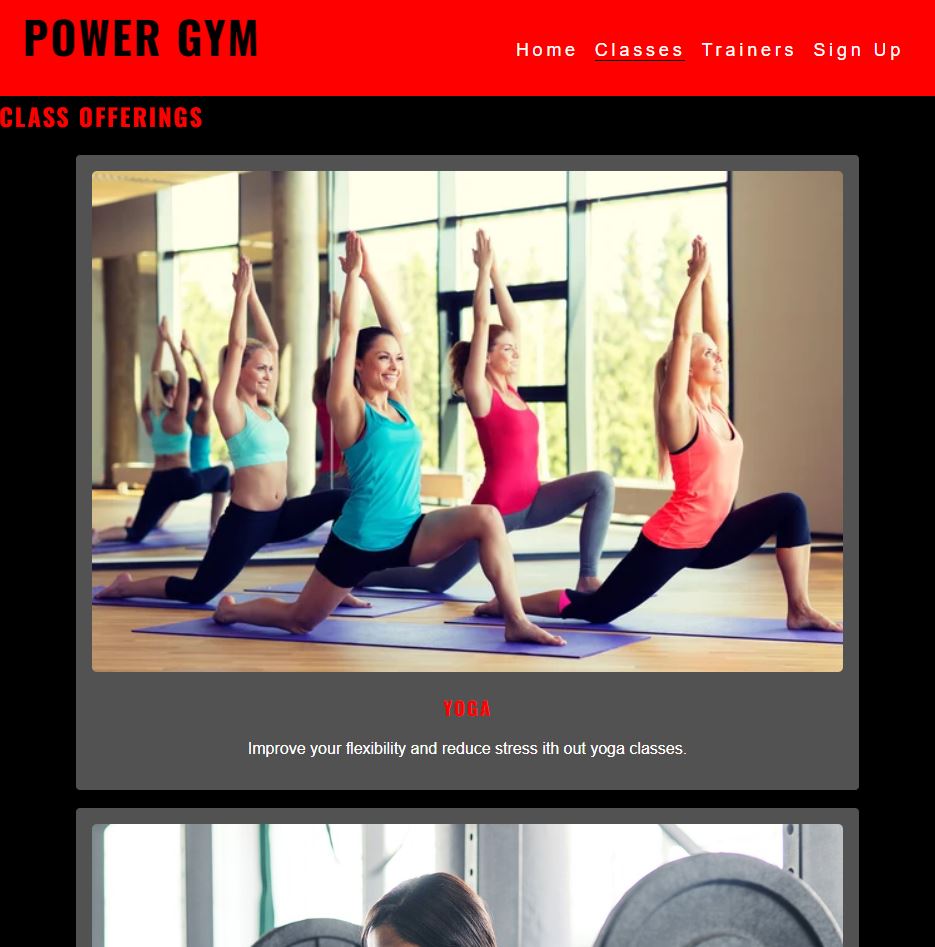 POWER GYM
Home Classes Trainers Sign Up
CLASS OFFERINGS
YOGA
Improve your flexibility and reduce stress ith out yoga classes.